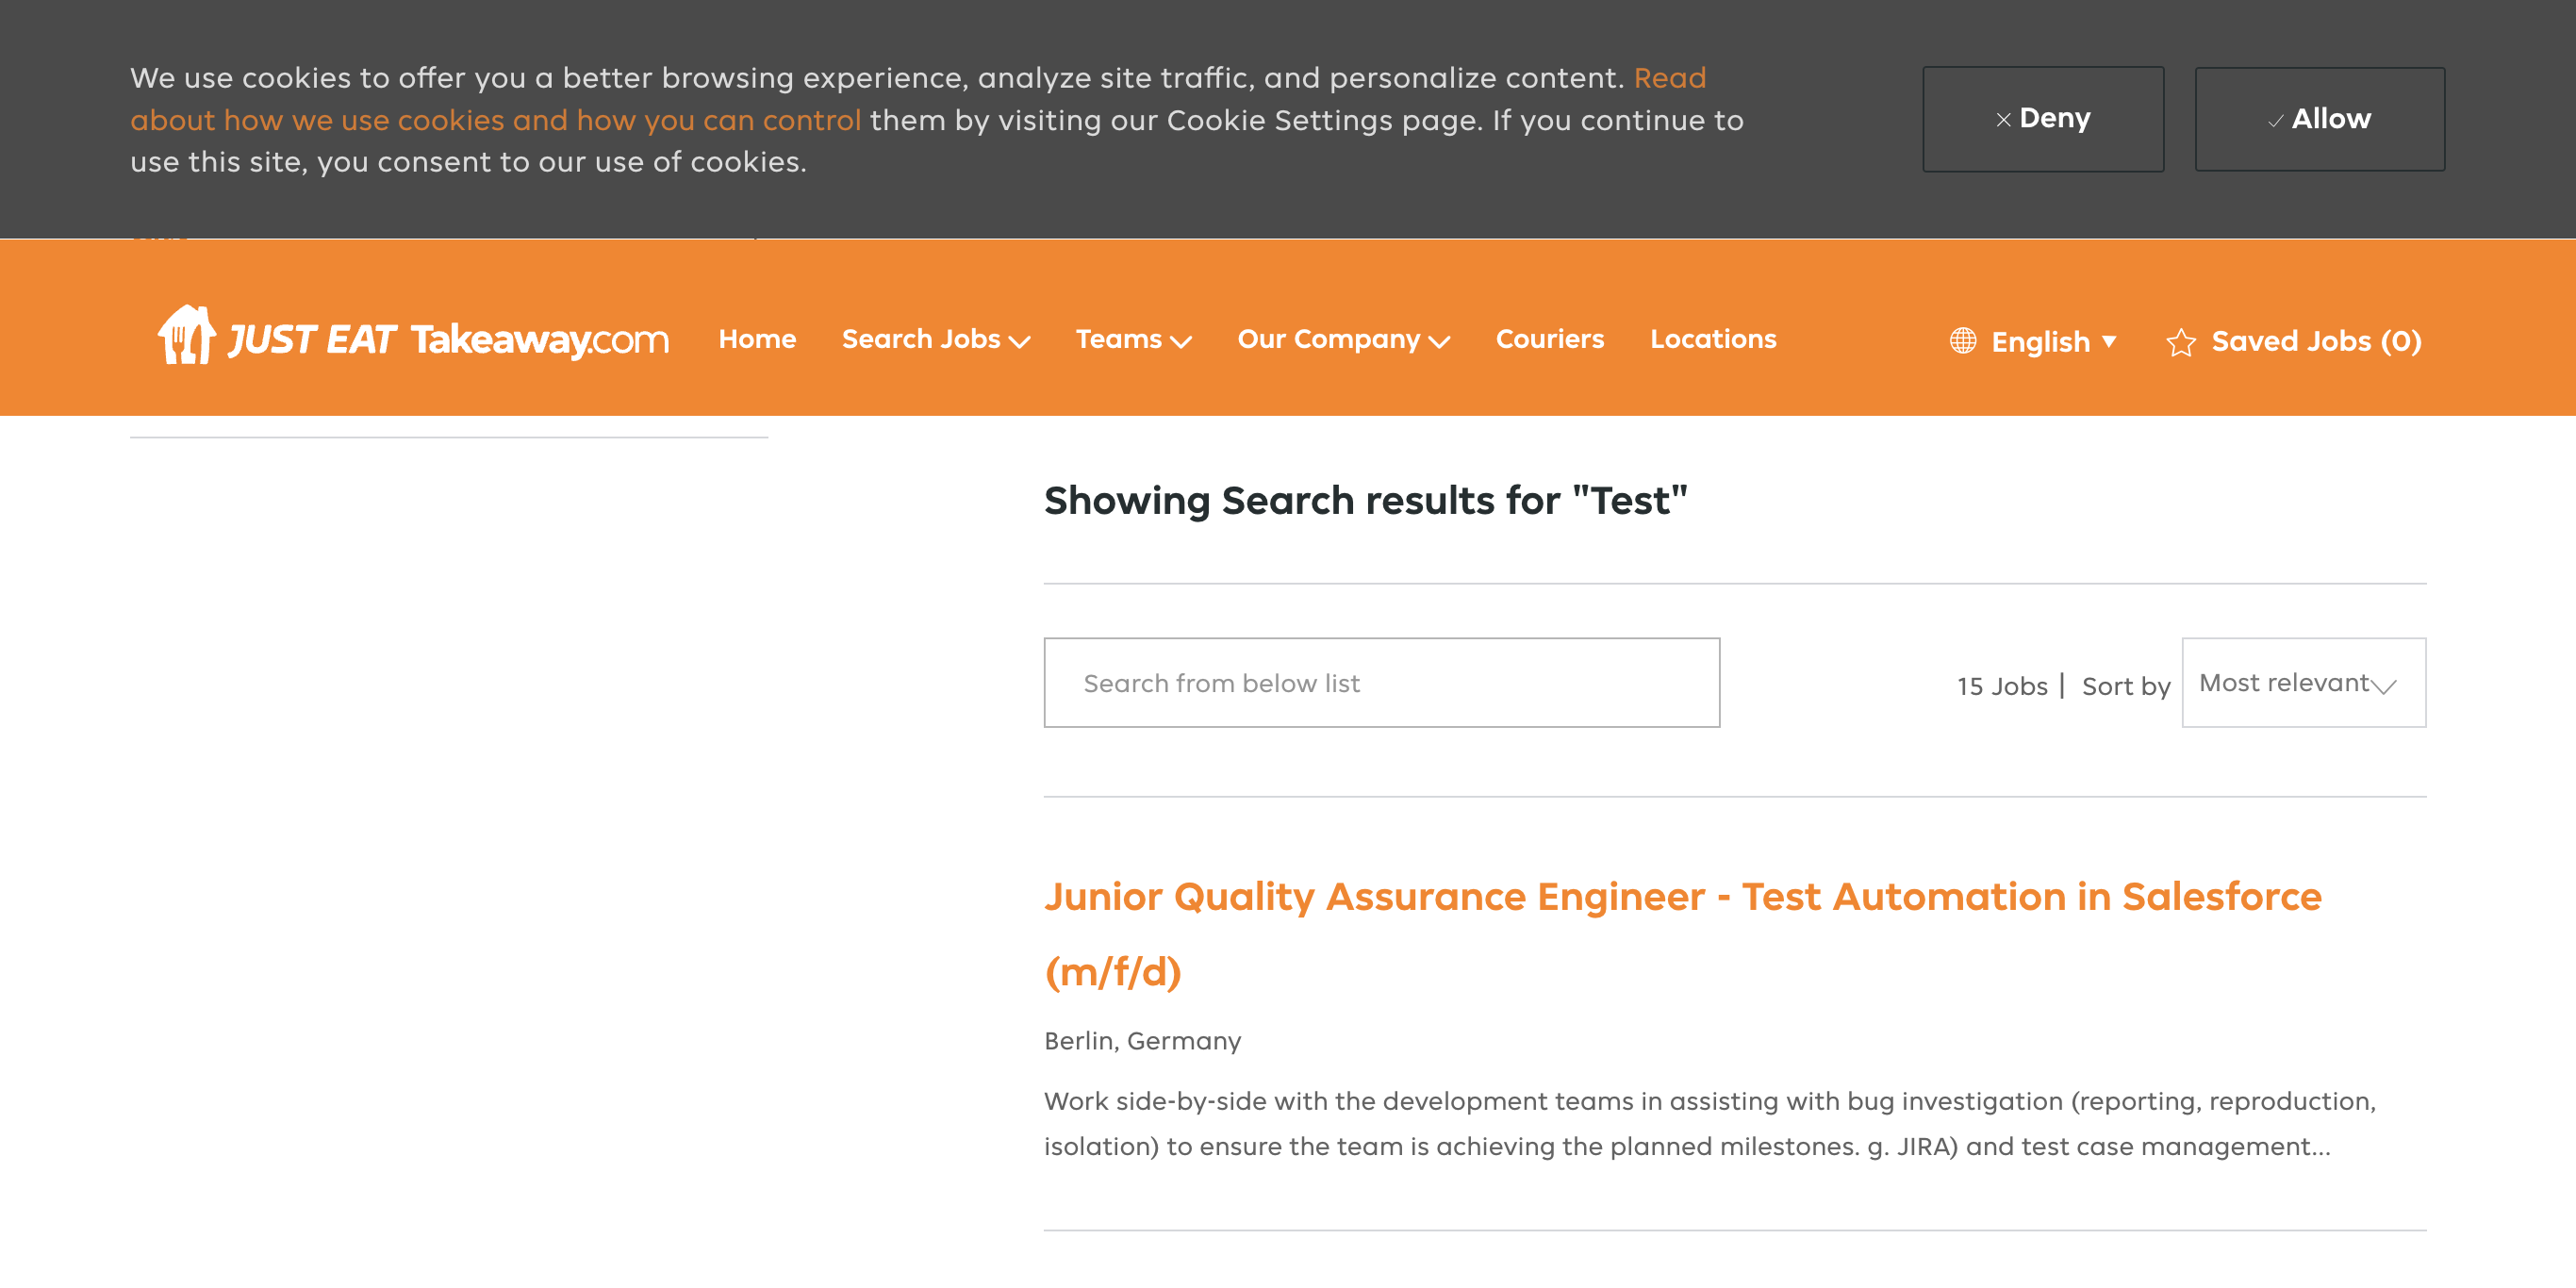 We use cookies to offer you a better browsing experience, analyze site traffic, and personalize content. Read
about how we use cookies and how you can control them by visiting our Cookie Settings page. If you continue to
use this site, you consent to our use of cookies.
Deny
Allow
JUST EAT Takeaway.com
Home
Search Jobs
Teams
Our Company
Couriers
Locations
English
Saved Jobs (0)
Showing Search results for "Test"
Search from below list
15 Jobs | Sort by
Most relevant
Junior Quality Assurance Engineer - Test Automation in Salesforce
(m/f/d)
Berlin, Germany
Work side-by-side with the development teams in assisting with bug investigation (reporting, reproduction,
isolation) to ensure the team is achieving the planned milestones. g. JIRA) and test case management...